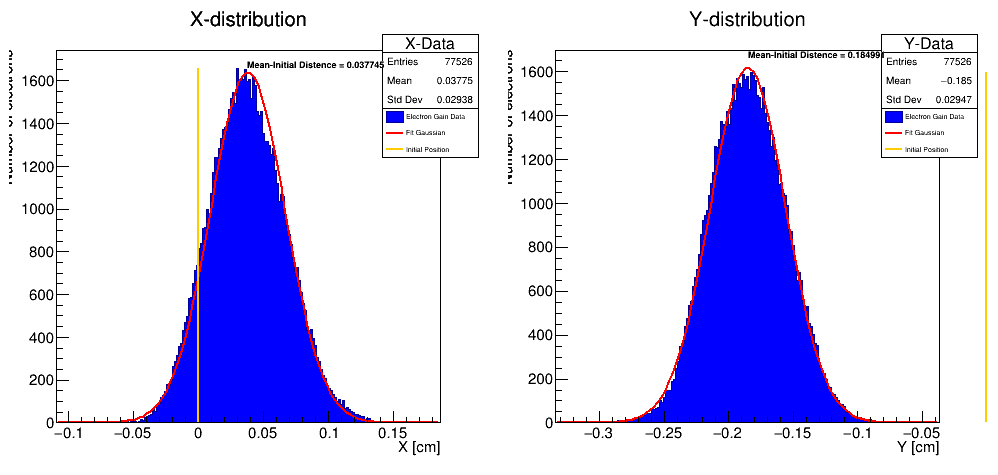 X-distribution
Mean-Initial Distence = 0.037745
X-Data
Entries 77526
Mean 0.03775
Std Dev 0.02938
Electron Gain Data
Fit Gaussian
Initial Position
1600
1400
1200
1000
800
600
400
200
0
−0.1 −0.05 0 0.05 0.1 0.15
X [cm]
Y-distribution
Mean-Initial Distence = 0.184991
Y-Data
Entries 77526
Mean −0.185
Std Dev 0.02947
Electron Gain Data
Fit Gaussian
Initial Position
1600
1400
1200
1000
800
600
400
200
0
−0.3 −0.25 −0.2 −0.15 −0.1 −0.05
Y [cm]